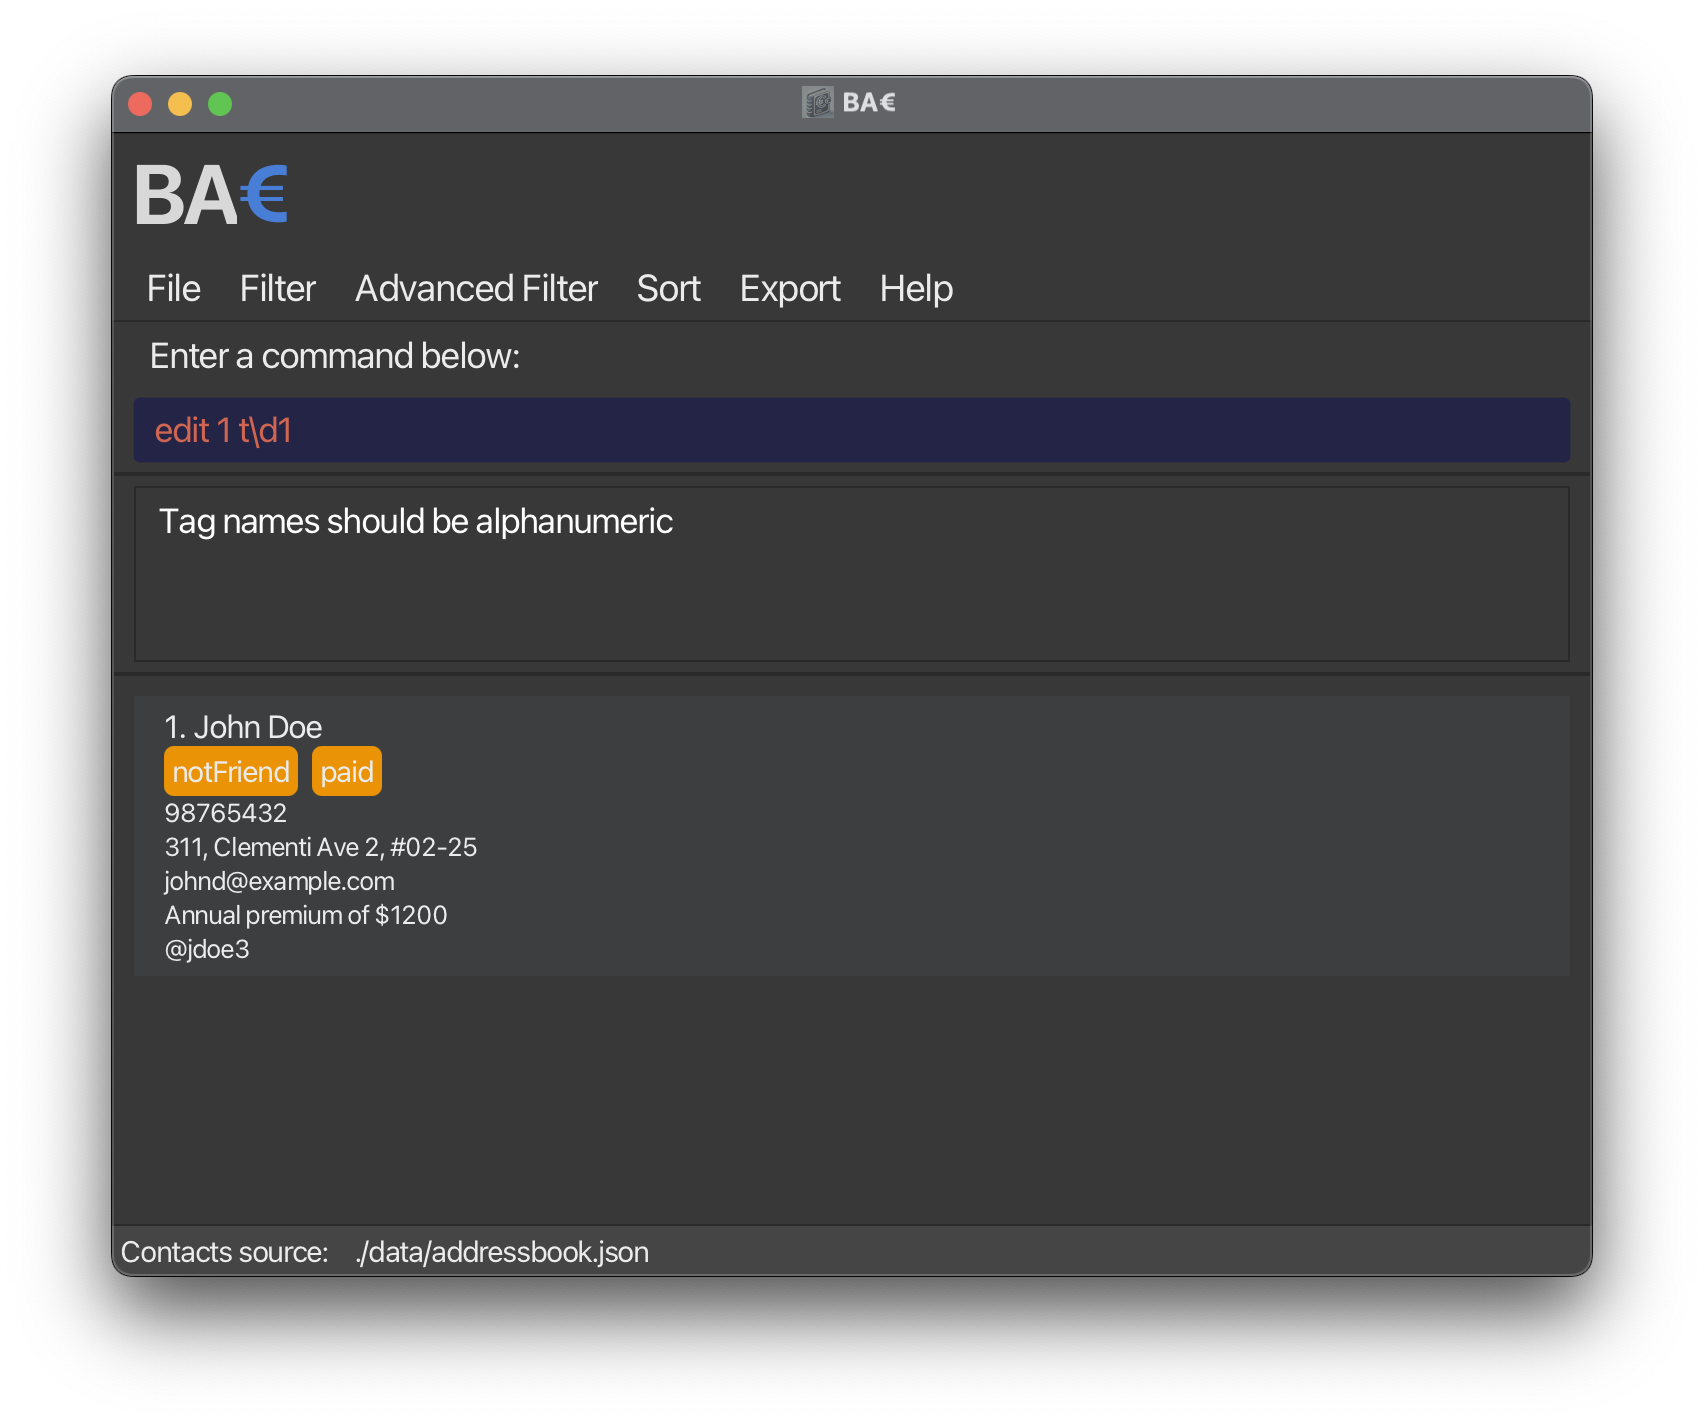 BA€
BA€
File Filter Advanced Filter Sort Export Help
Enter a command below:
edit 1 t\d1
Tag names should be alphanumeric
1. John Doe
notFriend paid
98765432
311, Clementi Ave 2, #02-25
johnd@example.com
Annual premium of $1200
@jdoe3
Contacts source: ./data/addressbook.json